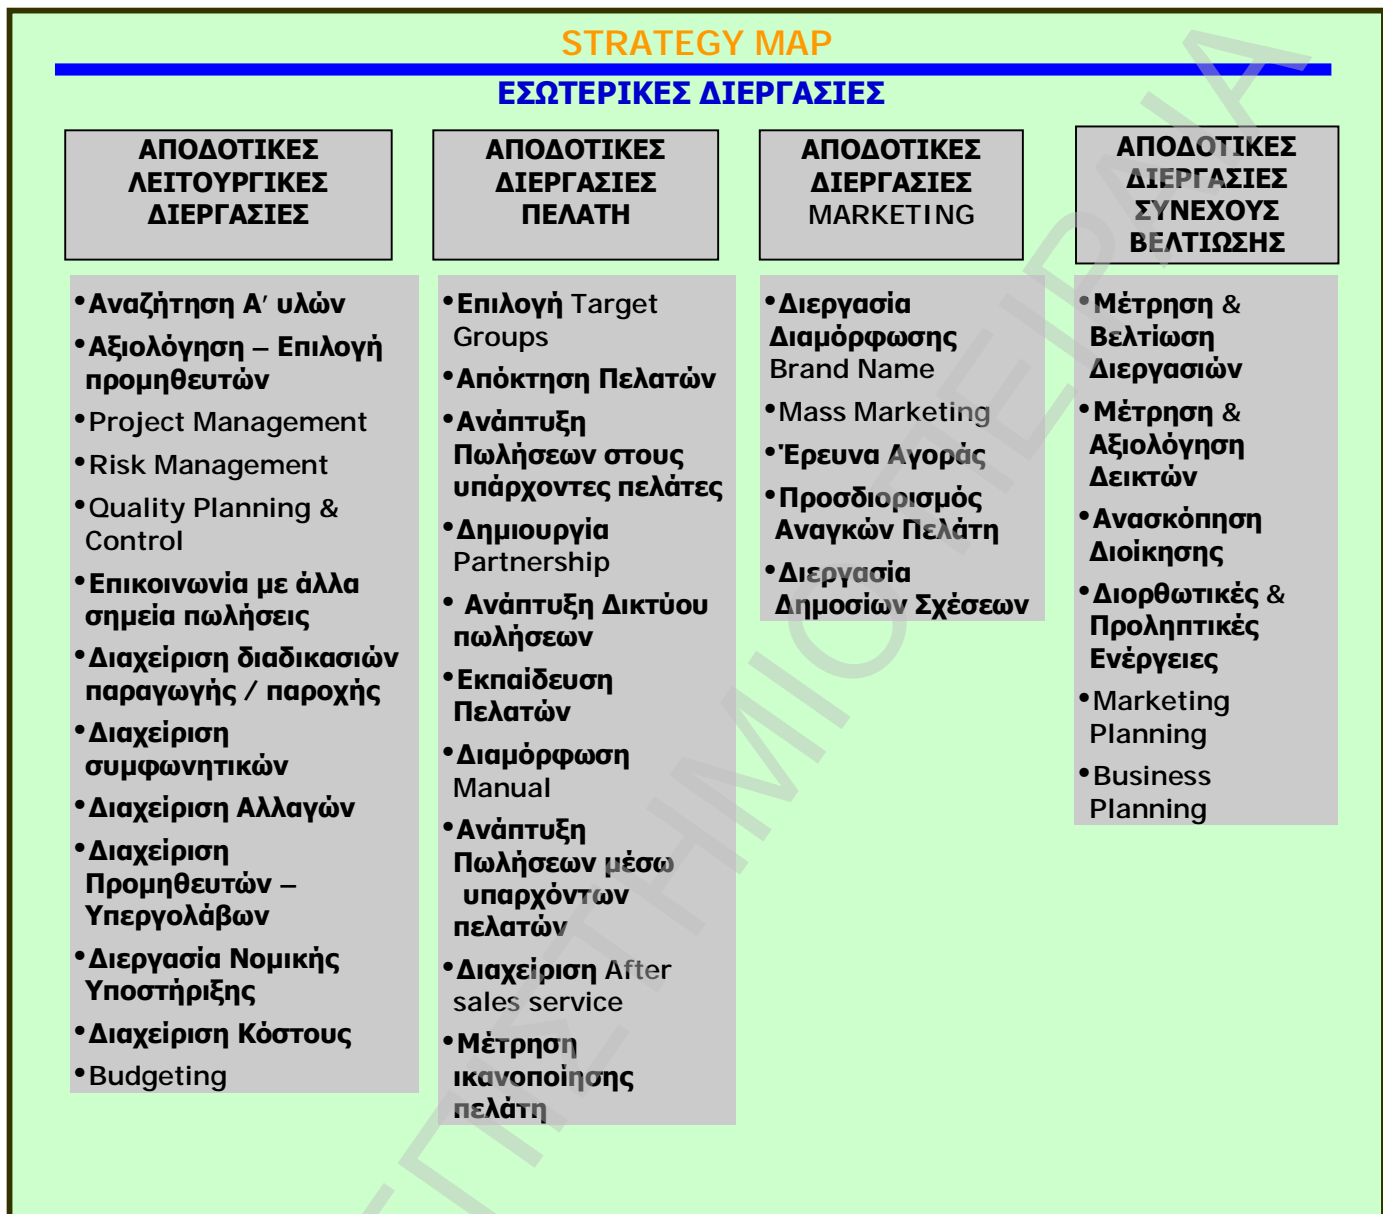 STRATEGY MAP
ΕΣΩΤΕΡΙΚΕΣ ΔΙΕΡΓΑΣΙΕΣ
ΑΠΟΔΟΤΙΚΕΣ
ΛΕΙΤΟΥΡΓΙΚΕΣ
ΔΙΕΡΓΑΣΙΕΣ
•Αναζήτηση Α’ υλών
•Αξιολόγηση – Επιλογή
προμηθευτών
•Project Management
•Risk Management
•Quality Planning &
Control
•Επικοινωνία με άλλα
σημεία πωλήσεις
•Διαχείριση διαδικασιών
παραγωγής / παροχής
•Διαχείριση
συμφωνητικών
•Διαχείριση Αλλαγών
•Διαχείριση
Προμηθευτών –
Υπεργολάβων
•Διεργασία Νομικής
Υποστήριξης
•Διαχείριση Κόστους
•Budgeting
ΑΠΟΔΟΤΙΚΕΣ
ΔΙΕΡΓΑΣΙΕΣ
ΠΕΛΑΤΗ
•Επιλογή Target
Groups
•Απόκτηση Πελατών
•Ανάπτυξη
Πωλήσεων στους
υπάρχοντες πελάτες
•Δημιουργία
Partnership
• Ανάπτυξη Δικτύου
πωλήσεων
•Εκπαίδευση
Πελατών
•Διαμόρφωση
Manual
•Ανάπτυξη
Πωλήσεων μέσω
υπαρχόντων
πελατών
•Διαχείριση After
sales service
•Μέτρηση
ικανοποίησης
πελάτη
ΑΠΟΔΟΤΙΚΕΣ
ΔΙΕΡΓΑΣΙΕΣ
MARKETING
•Διεργασία
Διαμόρφωσης
Brand Name
•Mass Marketing
•Έρευνα Αγοράς
•Προσδιορισμός
Αναγκών Πελάτη
•Διεργασία
Δημοσίων Σχέσεων
ΑΠΟΔΟΤΙΚΕΣ
ΔΙΕΡΓΑΣΙΕΣ
ΣΥΝΕΧΟΥΣ
ΒΕΛΤΙΩΣΗΣ
•Μέτρηση &
Βελτίωση
Διεργασιών
•Μέτρηση &
Αξιολόγηση
Δεικτών
•Ανασκόπηση
Διοίκησης
•Διορθωτικές &
Προληπτικές
Ενέργειες
•Marketing
Planning
•Business
Planning